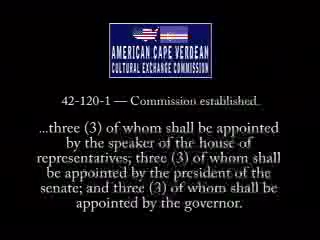 AMERICAN CAPE VERDEAN
CULTURAL EXCHANGE COMMISSION
42-120-1 — Commission established.
...three (3) of whom shall be appointed
by the speaker of the house of
representatives; three (3) of whom shall
be appointed by the president of the
senate; and three (3) of whom shall be
appointed by the governor.